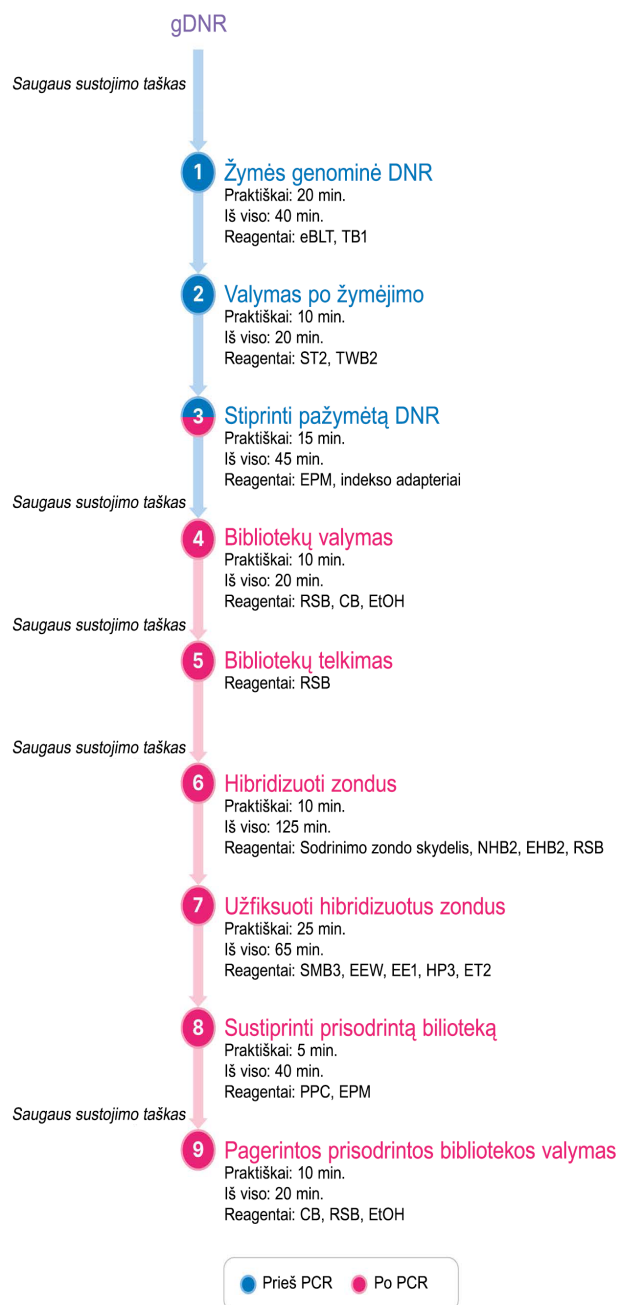 gDNR
Saugaus sustojimo taškas
1 Žymės genominė DNR
Praktiškai: 20 min.
Iš viso: 40 min.
Reagentai: eBLT, TB1
2 Valymas po žymėjimo
Praktiškai: 10 min.
Iš viso: 20 min.
Reagentai: ST2, TWB2
3 Stiprinti pažymėtą DNR
Praktiškai: 15 min.
Iš viso: 45 min.
Reagentai: EPM, indekso adapteriai
Saugaus sustojimo taškas
4 Bibliotekų valymas
Praktiškai: 10 min.
Iš viso: 20 min.
Reagentai: RSB, CB, EtOH
Saugaus sustojimo taškas
5 Bibliotekų telkimas
Reagentai: RSB
Saugaus sustojimo taškas
6 Hibridizuoti zondus
Praktiškai: 10 min.
Iš viso: 125 min.
Reagentai: Sodrinimo zondo skydelis, NHB2, EHB2, RSB
7 Užfiksuoti hibridizuotus zondus
Praktiškai: 25 min.
Iš viso: 65 min.
Reagentai: SMB3, EEW, EE1, HP3, ET2
8 Sustiprinti prisodrintą bilioteką
Praktiškai: 5 min.
Iš viso: 40 min.
Reagentai: PPC, EPM
Saugaus sustojimo taškas
9 Pagerintos prisodrintos bibliotekos valymas
Praktiškai: 10 min.
Iš viso: 20 min.
Reagentai: CB, RSB, EtOH
Prieš PCR Po PCR